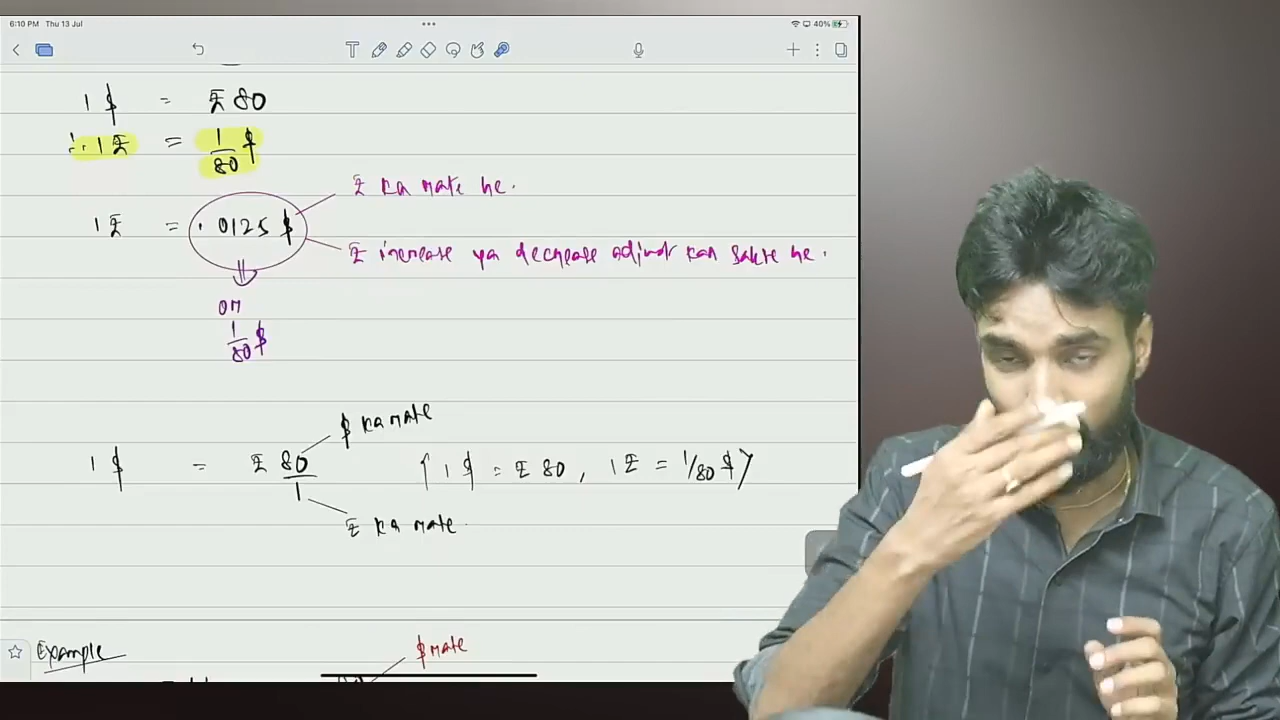 6:10 PM Thu 13 Jul
40%
1 $ = ₹ 80
∴ 1 ₹ = 1/80 $
₹ ka rate he.
1 ₹ = .0125 $
₹ increase ya decrease adjust kar sakte he.
or
1/80 $
$ ka rate
1 $ = ₹ 80/1 { 1 $ = ₹ 80, 1 ₹ = 1/80 $ }
₹ ka rate
Example
$ rate